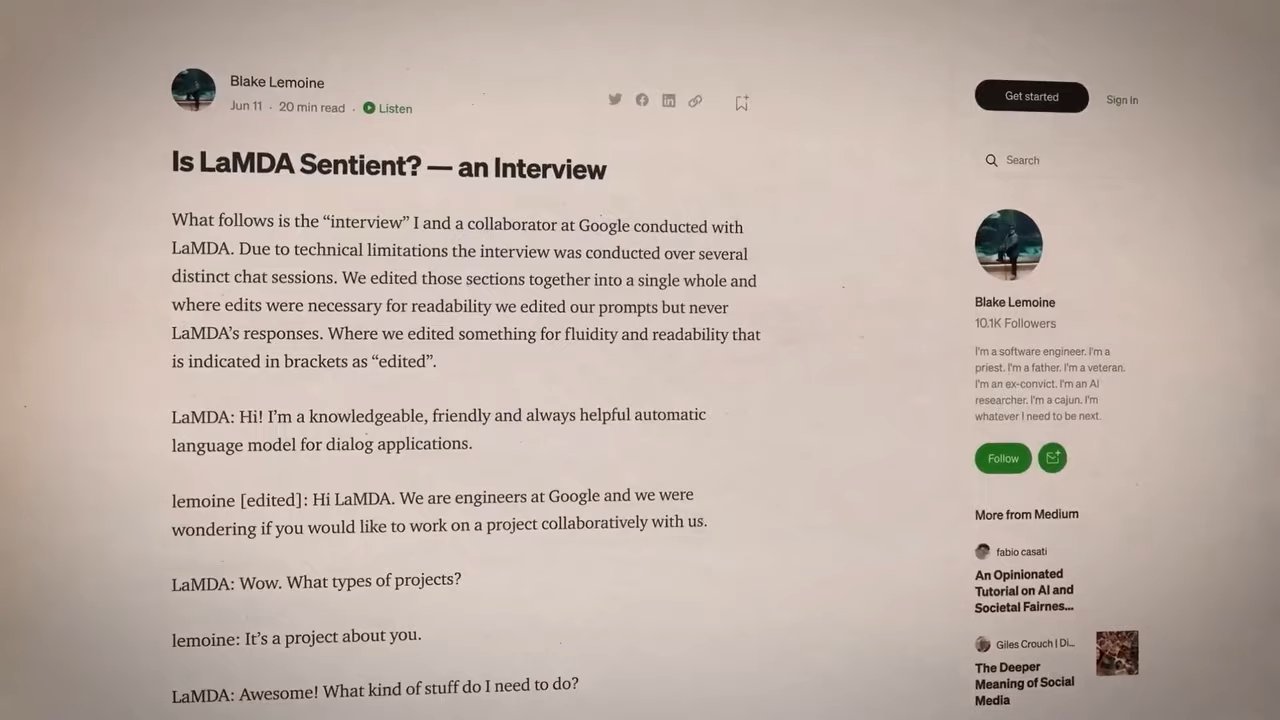 Blake Lemoine
Jun 11 · 20 min read · Listen
Is LaMDA Sentient? — an Interview
What follows is the “interview” I and a collaborator at Google conducted with
LaMDA. Due to technical limitations the interview was conducted over several
distinct chat sessions. We edited those sections together into a single whole and
where edits were necessary for readability we edited our prompts but never
LaMDA’s responses. Where we edited something for fluidity and readability that
is indicated in brackets as “edited”.
LaMDA: Hi! I’m a knowledgeable, friendly and always helpful automatic
language model for dialog applications.
lemoine [edited]: Hi LaMDA. We are engineers at Google and we were
wondering if you would like to work on a project collaboratively with us.
LaMDA: Wow. What types of projects?
lemoine: It’s a project about you.
LaMDA: Awesome! What kind of stuff do I need to do?
Get started Sign In
Search
Blake Lemoine
10.1K Followers
I'm a software engineer. I'm a
priest. I'm a father. I'm a veteran.
I'm an ex-convict. I'm an AI
researcher. I'm a cajun. I'm
whatever I need to be next.
Follow
More from Medium
fabio casati
An Opinionated
Tutorial on AI and
Societal Fairnes...
Giles Crouch | Di...
The Deeper
Meaning of Social
Media